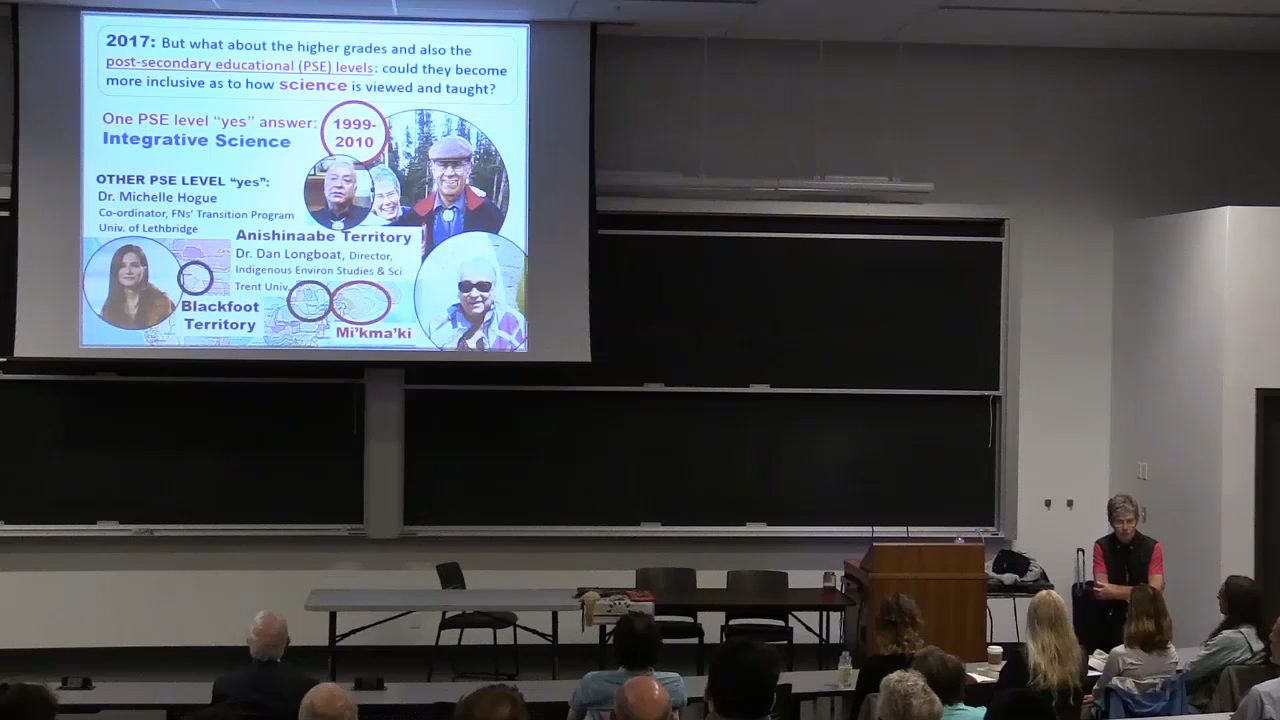 2017: But what about the higher grades and also the
post-secondary educational (PSE) levels: could they become
more inclusive as to how science is viewed and taught?
One PSE level "yes" answer:
Integrative Science
1999-
2010
OTHER PSE LEVEL "yes":
Dr. Michelle Hogue
Co-ordinator, FNs' Transition Program
Univ. of Lethbridge
Anishinaabe Territory
Dr. Dan Longboat, Director,
Indigenous Environ Studies & Sci
Trent Univ.
Blackfoot
Territory
Mi'kma'ki